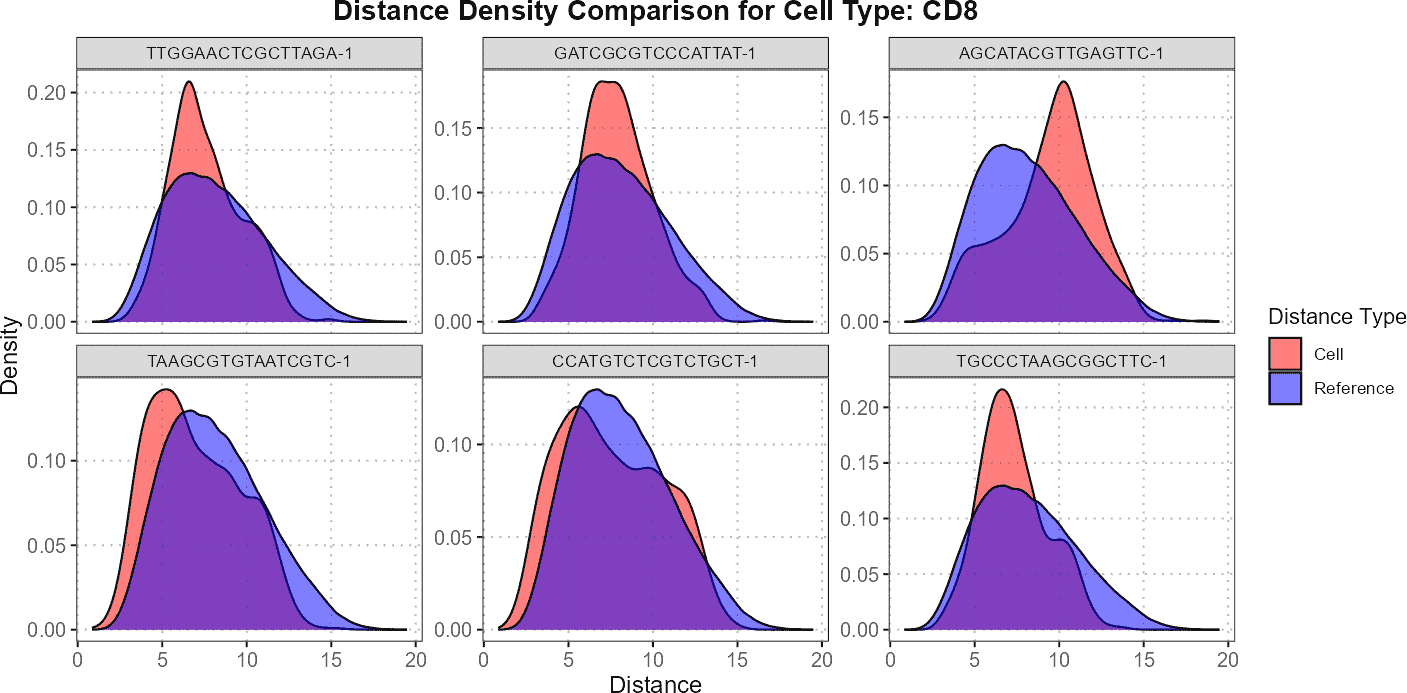 Distance Density Comparison for Cell Type: CD8
TTGGAACTCGCTTAGA-1
GATCGCGTCCCATTAT-1
AGCATACGTTGAGTTC-1
0.20
0.15
0.10
0.05
0.00
0.15
0.10
0.05
0.00
0.15
0.10
0.05
0.00
Density
TAAGCGTGTAATCGTC-1
CCATGTCTCGTCTGCT-1
TGCCCTAAGCGGCTTC-1
0.10
0.05
0.00
0.10
0.05
0.00
0.20
0.15
0.10
0.05
0.00
0 5 10 15 20
0 5 10 15 20
0 5 10 15 20
Distance
Distance Type
Cell
Reference